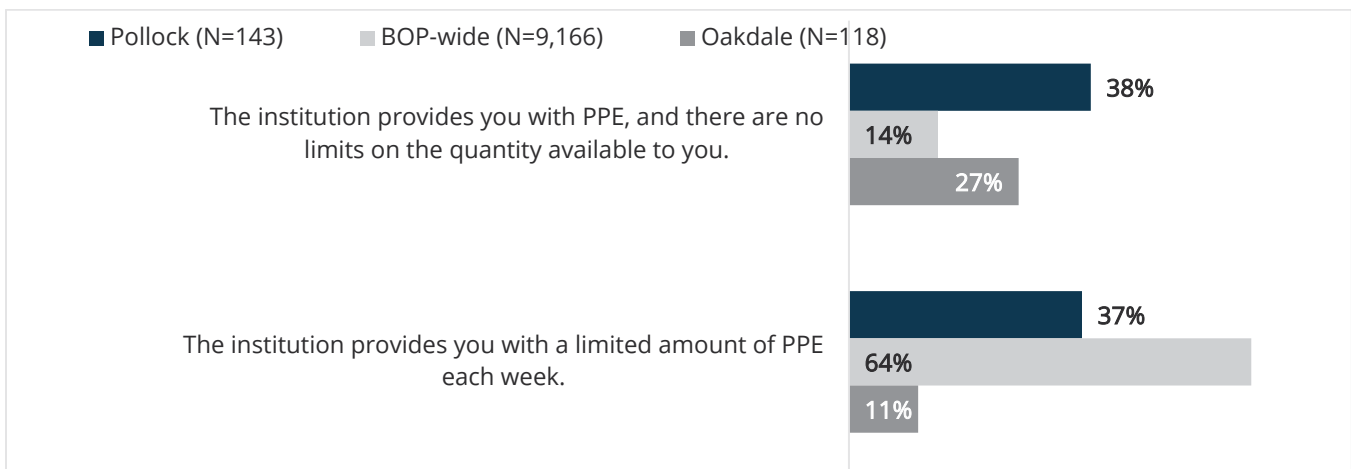 Pollock (N=143) BOP-wide (N=9,166) Oakdale (N=118)
The institution provides you with PPE, and there are no
limits on the quantity available to you.
38%
14%
27%
The institution provides you with a limited amount of PPE
each week.
37%
64%
11%